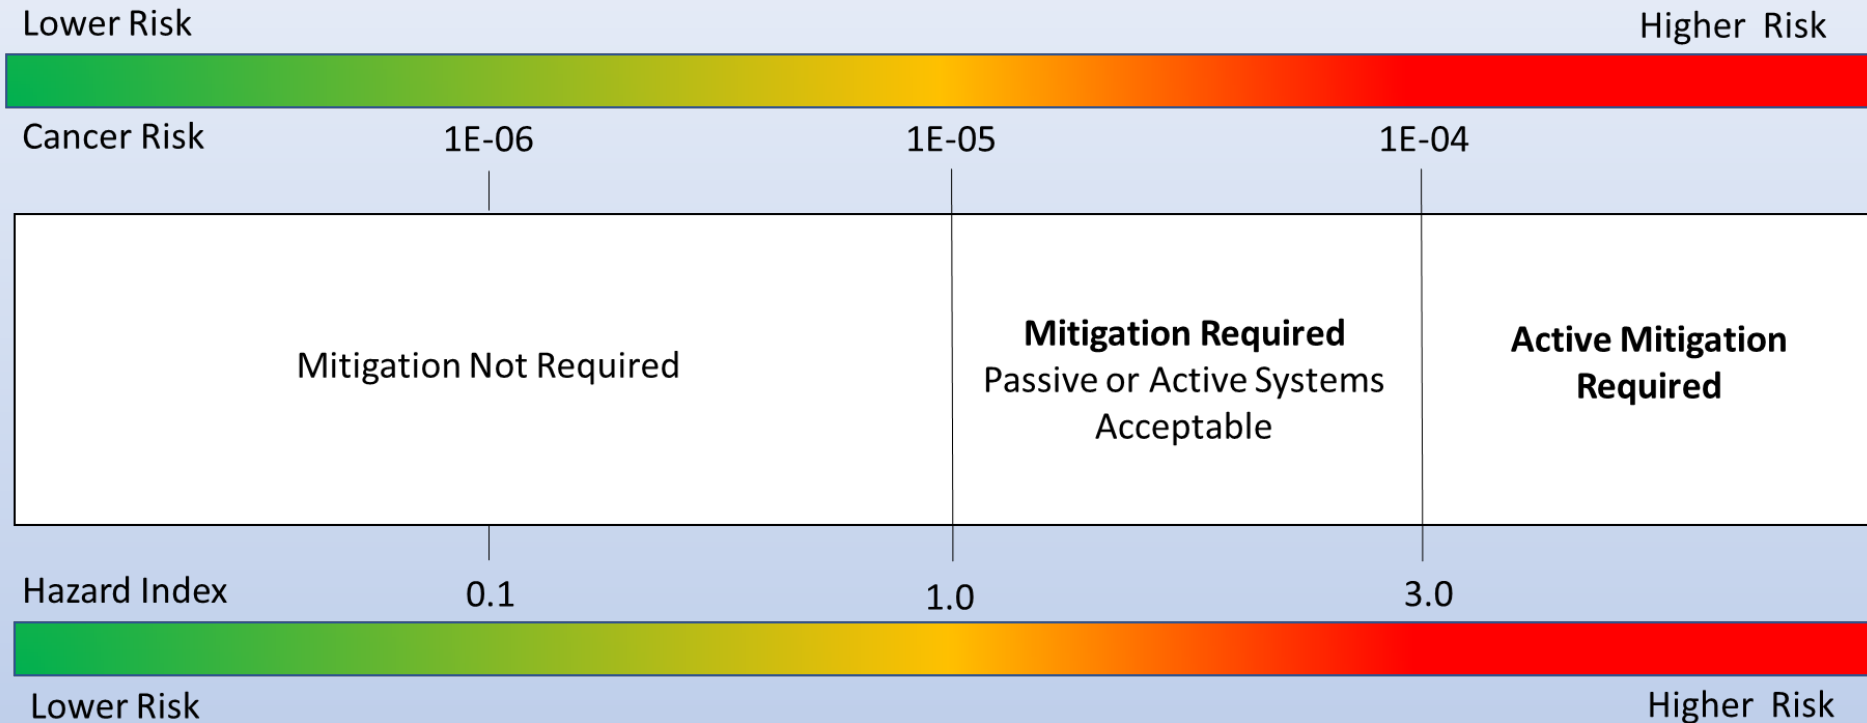 Lower Risk
Higher Risk
Cancer Risk
1E-06
1E-05
1E-04
Mitigation Not Required
Mitigation Required
Passive or Active Systems
Acceptable
Active Mitigation
Required
Hazard Index
0.1
1.0
3.0
Lower Risk
Higher Risk